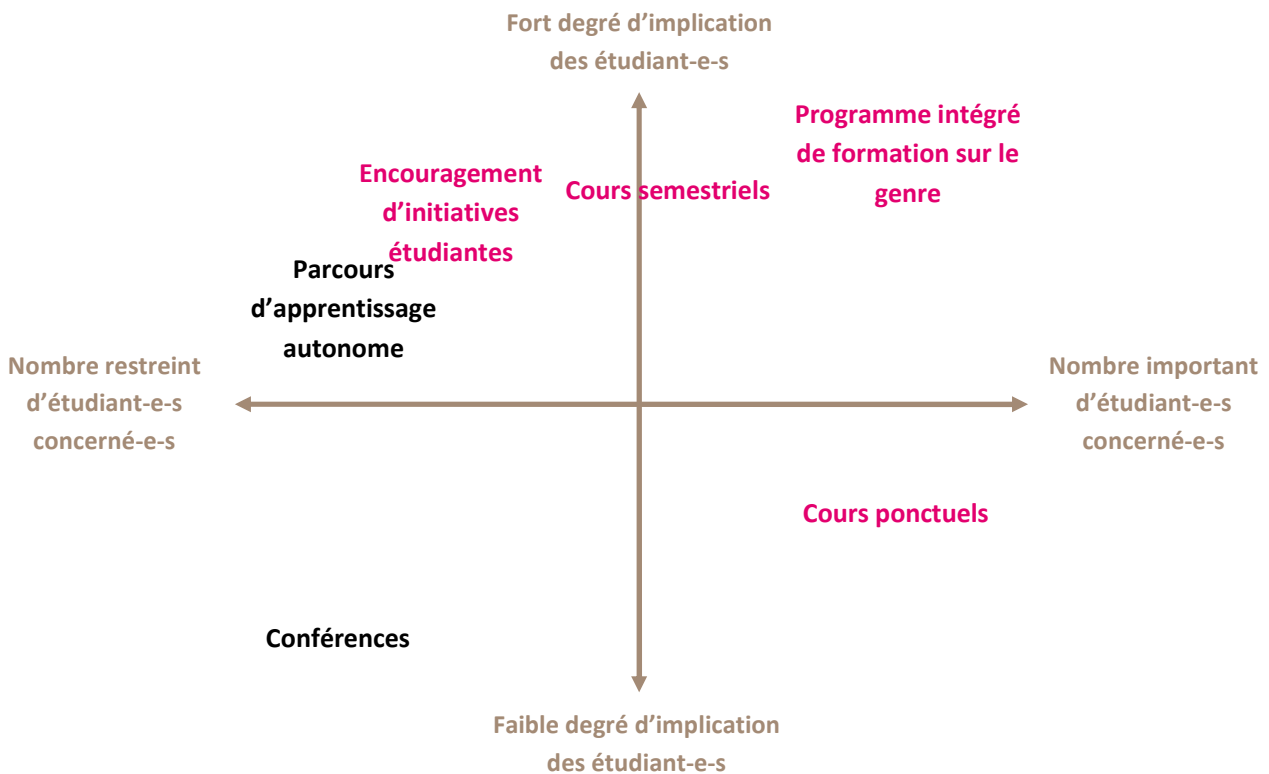 Fort degré d’implication
des étudiant-e-s
Programme intégré
de formation sur le
genre
Encouragement
d’initiatives
étudiantes
Cours semestriels
Parcours
d’apprentissage
autonome
Nombre restreint
d’étudiant-e-s
concerné-e-s
Nombre important
d’étudiant-e-s
concerné-e-s
Cours ponctuels
Conférences
Faible degré d’implication
des étudiant-e-s